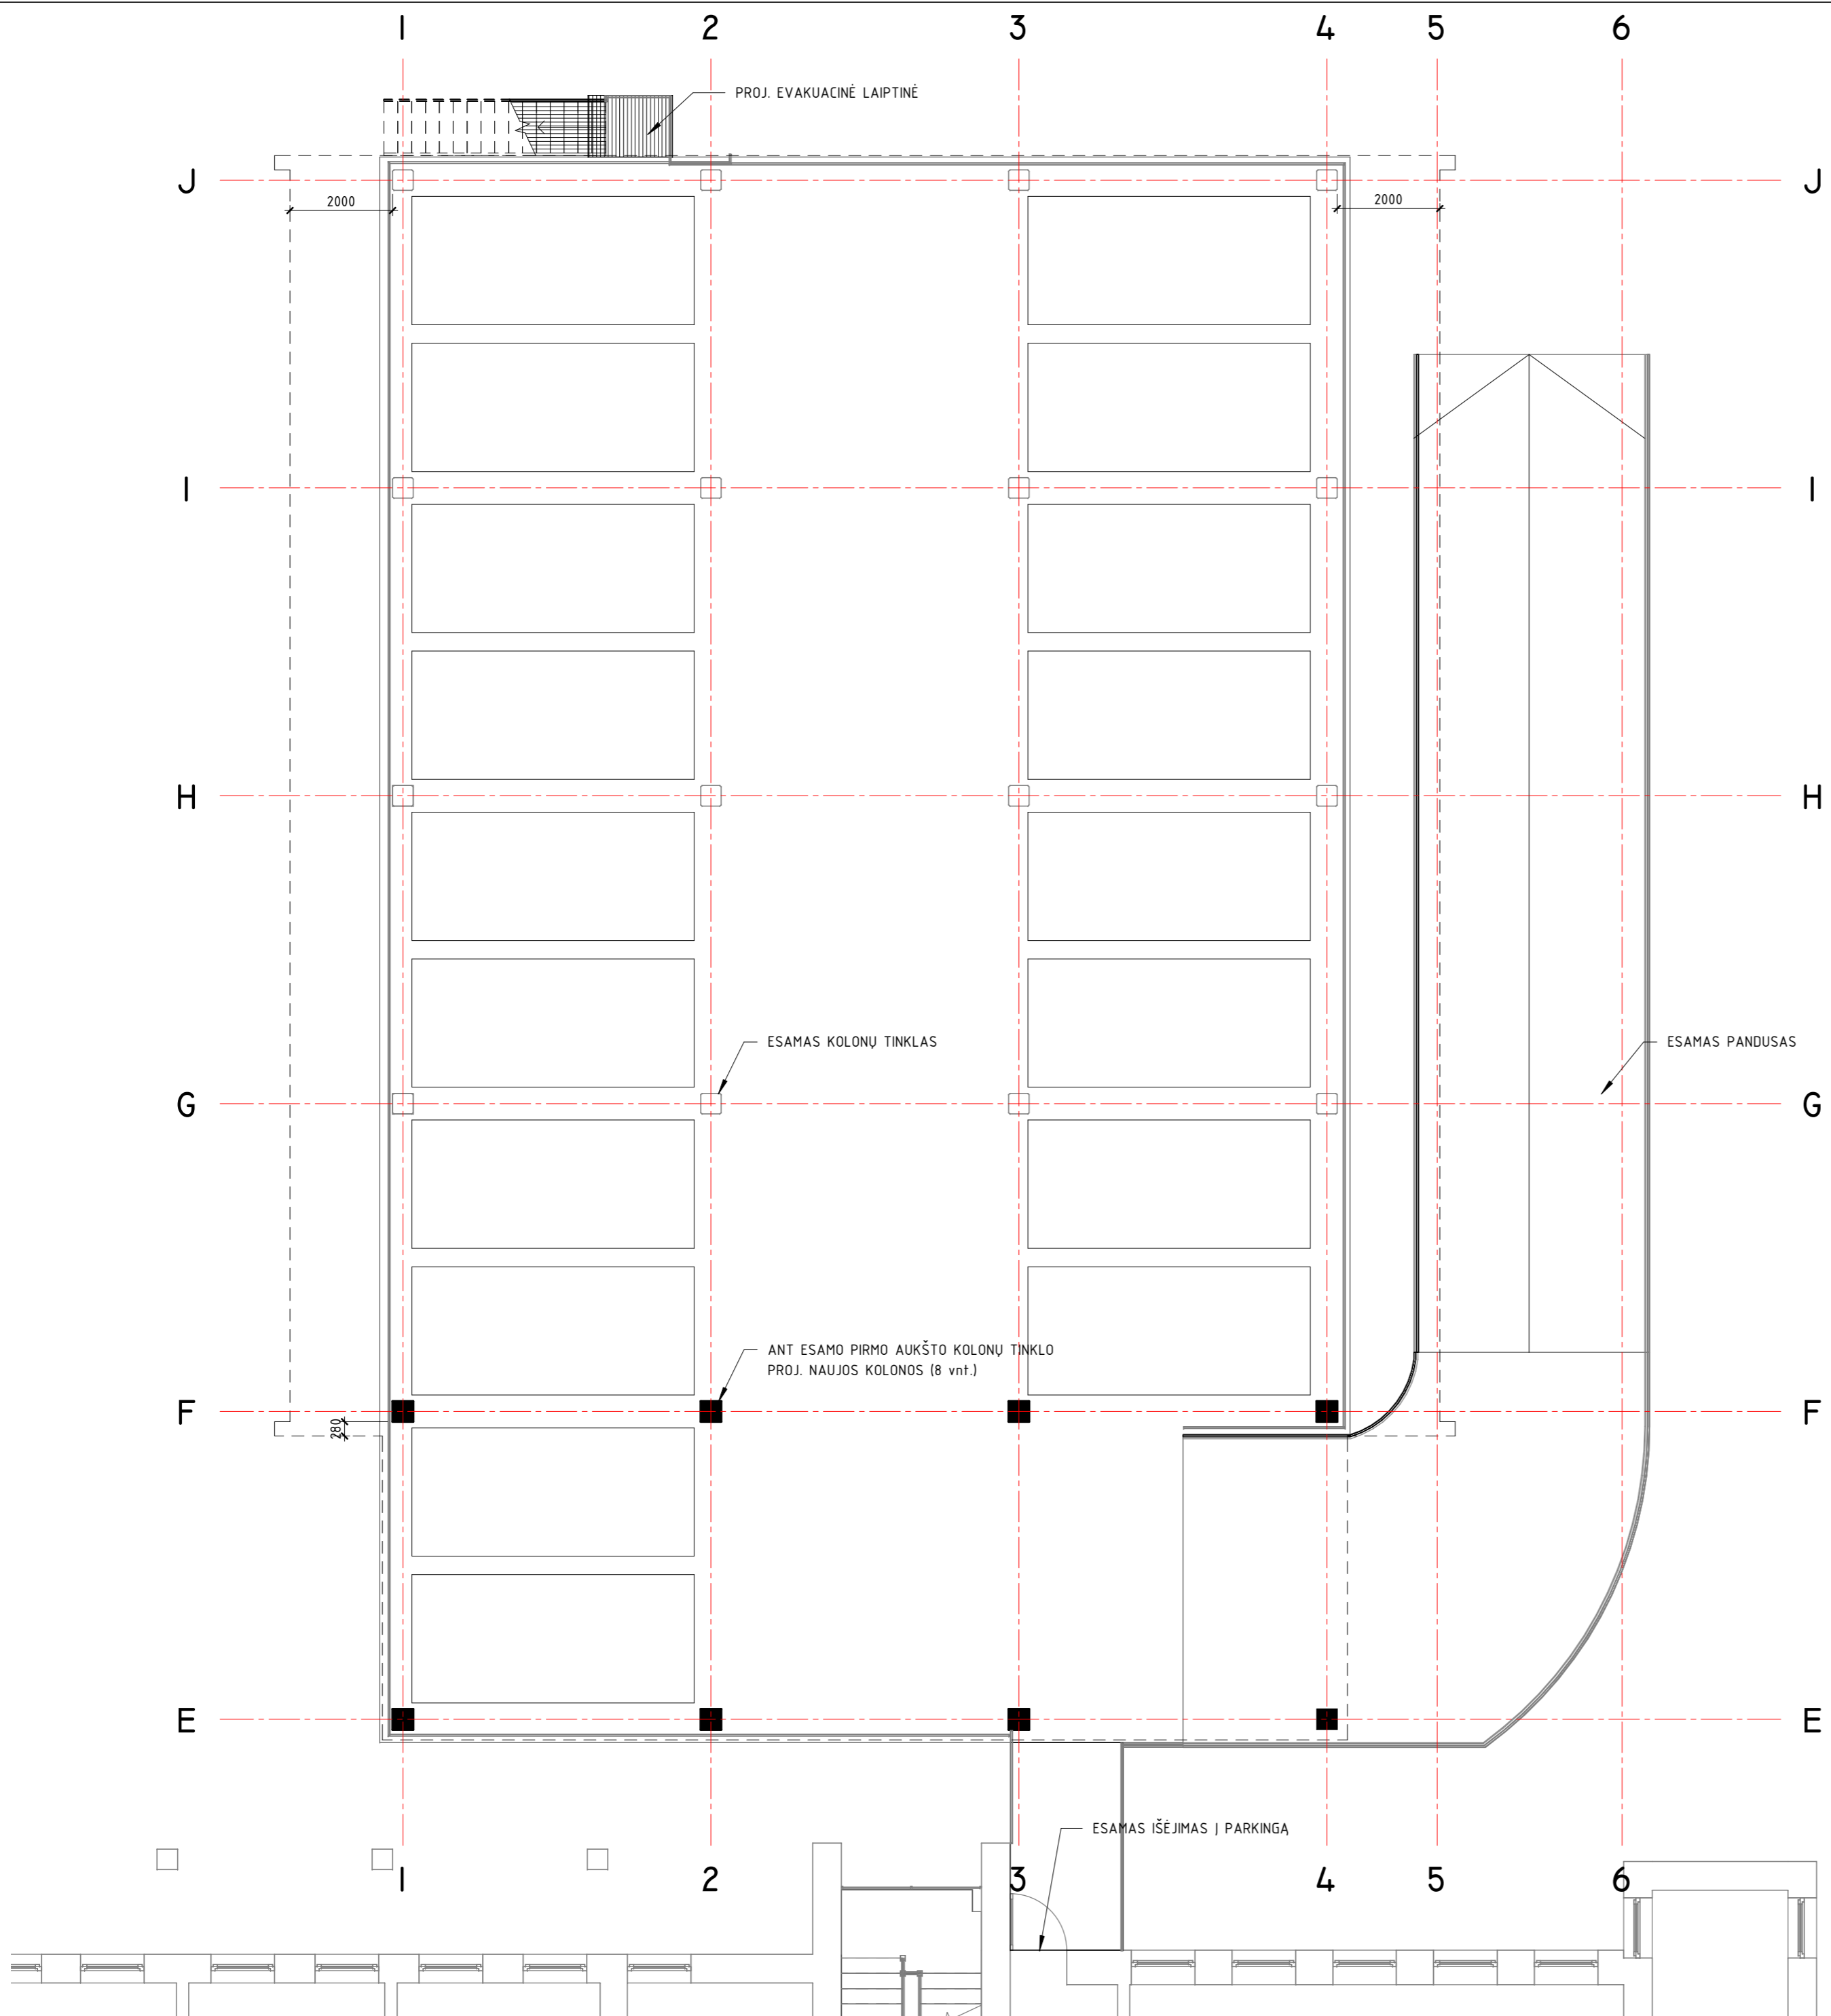 1 2 3 4 5 6
PROJ. EVAKUACINĖ LAIPTINĖ
J J
2000 2000
I I
H H
ESAMAS KOLONŲ TINKLAS ESAMAS PANDUSAS
G G
ANT ESAMO PIRMO AUKŠTO KOLONŲ TINKLO
PROJ. NAUJOS KOLONOS (8 vnt.)
F F
280
E E
ESAMAS IŠĖJIMAS Į PARKINGĄ
1 2 3 4 5 6